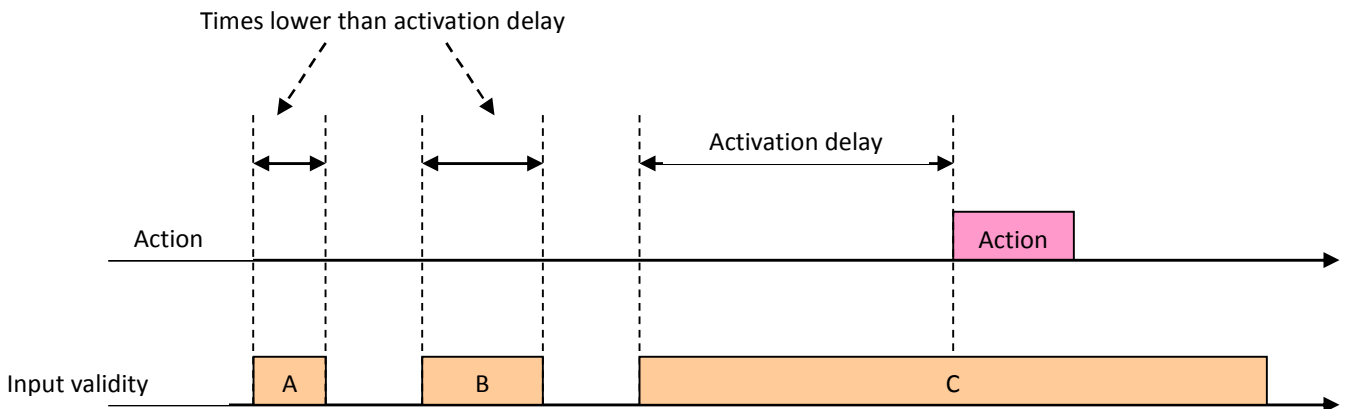 Times lower than activation delay
Activation delay
Action
Action
Input validity
A
B
C